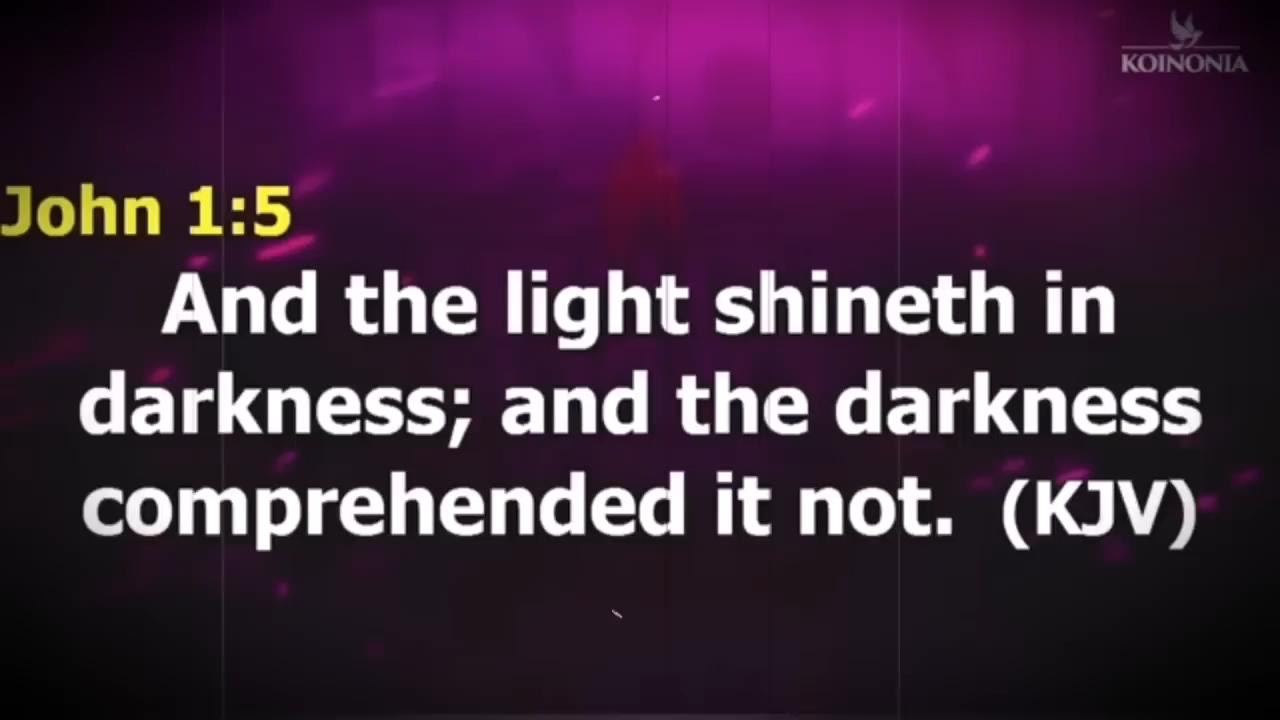 KOINONIA
John 1:5
And the light shineth in
darkness; and the darkness
comprehended it not. (KJV)